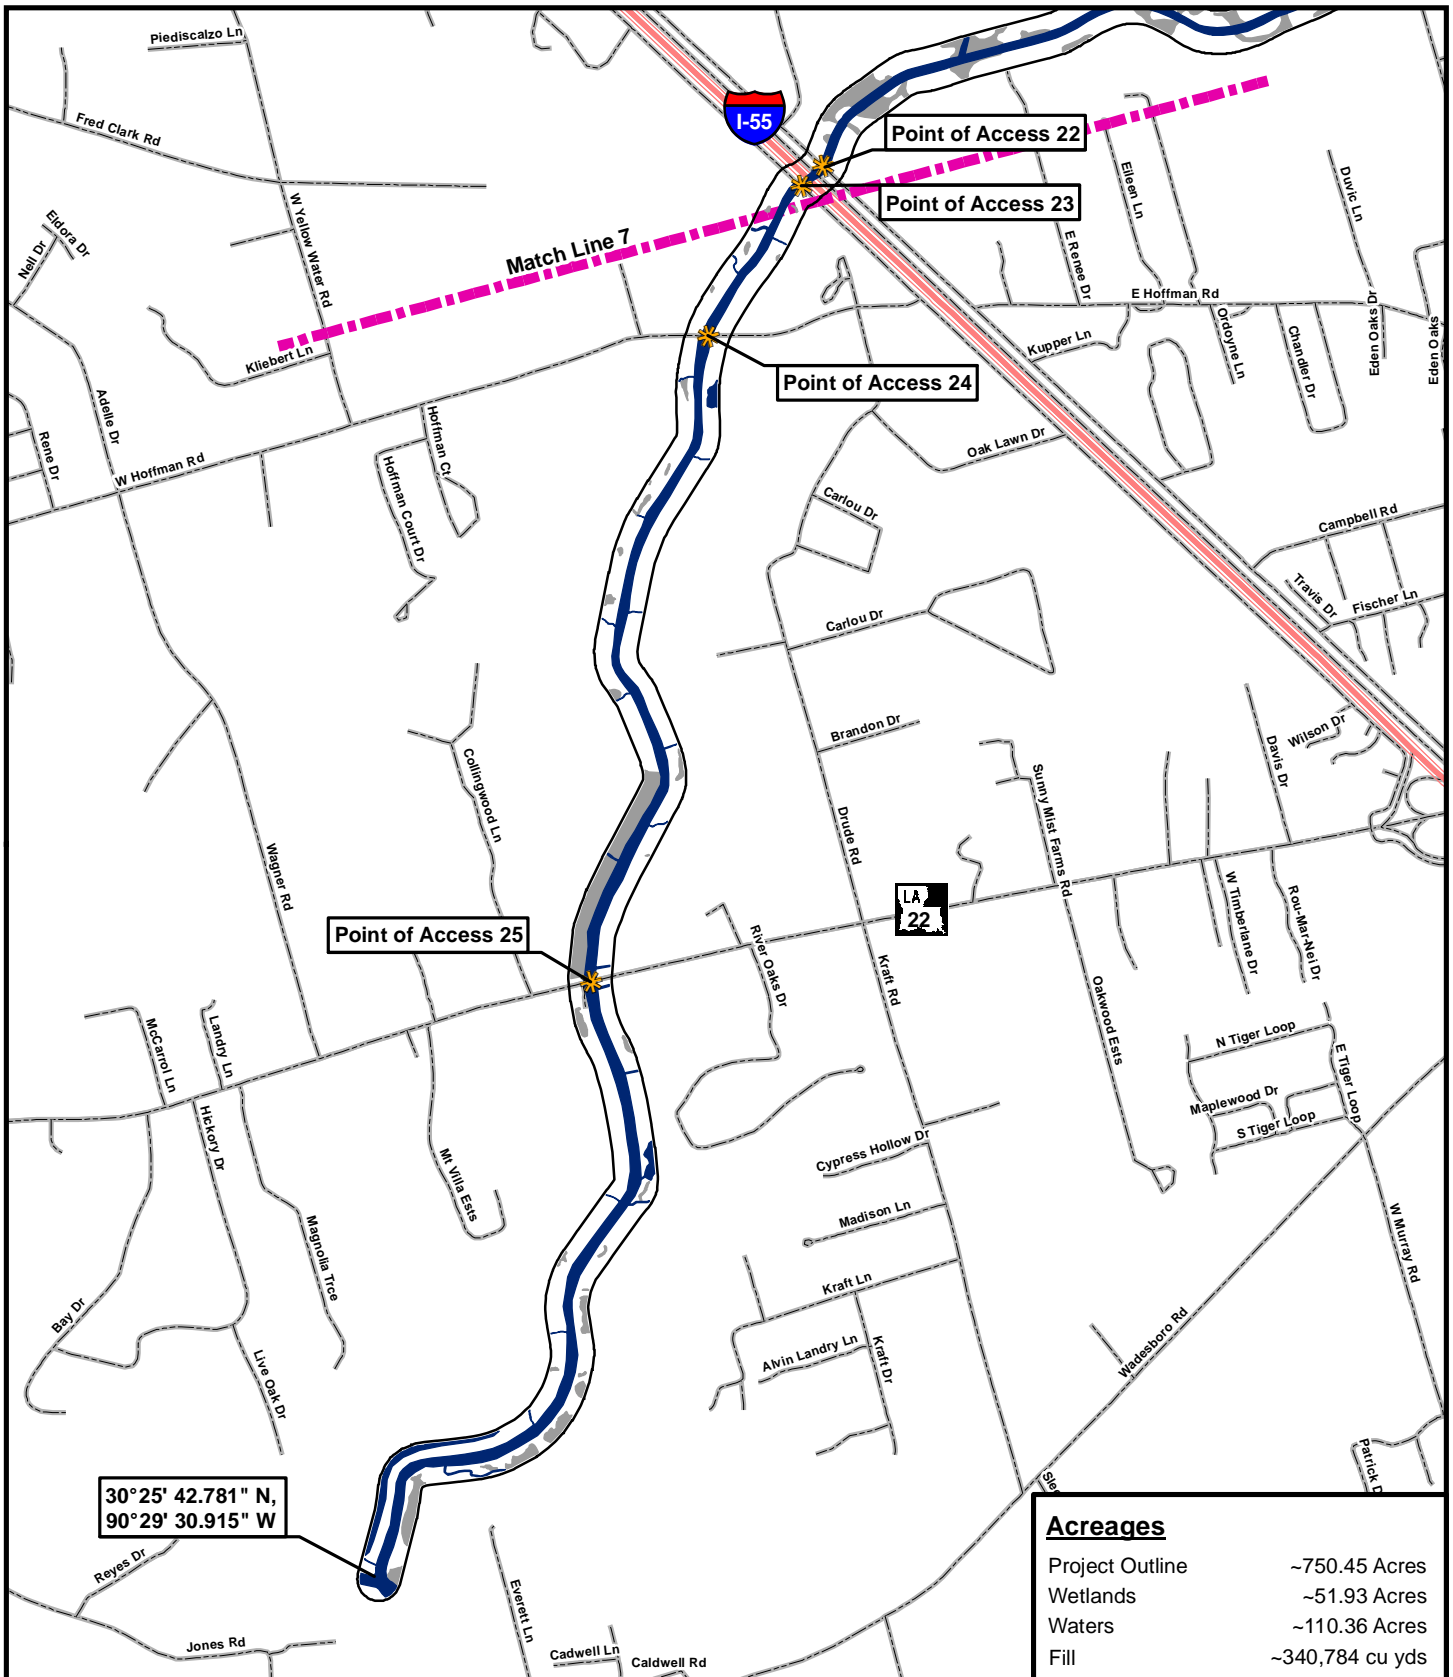 Piediscalzo Ln
Fred Clark Rd
I-55
Point of Access 22
Point of Access 23
Eileen Ln
Duvic Ln
Eldora Dr
Nell Dr
W Yellow Water Rd
Match Line 7
E Renee Dr
E Hoffman Rd
Kliebert Ln
Kupper Ln
Ordoyne Ln
Chandler Dr
Eden Oaks Dr
Eden Oaks
Point of Access 24
Adelle Dr
Rene Dr
W Hoffman Rd
Hoffman Ct
Hoffman Court Dr
Oak Lawn Dr
Carlou Dr
Campbell Rd
Travis Dr
Fischer Ln
Carlou Dr
Brandon Dr
Wilson Dr
Davis Dr
Collingwood Ln
Drude Rd
Sunny Mist Farms Rd
Wagner Rd
LA
22
W Timberlane Dr
Rou-Mar-Nei Dr
Point of Access 25
River Oaks Dr
Kraft Rd
Oakwood Ests
McCarrol Ln
Landry Ln
N Tiger Loop
E Tiger Loop
Maplewood Dr
S Tiger Loop
Hickory Dr
Mt Villa Ests
Cypress Hollow Dr
Magnolia Trce
Madison Ln
W Murray Rd
Kraft Ln
Bay Dr
Live Oak Dr
Alvin Landry Ln
Kraft Dr
Wadesboro Rd
Patrick D
Slee
30°25' 42.781" N,
90°29' 30.915" W
Reyes Dr
Everett Ln
Jones Rd
Cadwell Ln
Caldwell Rd
Acreages
Project Outline ~750.45 Acres
Wetlands ~51.93 Acres
Waters ~110.36 Acres
Fill ~340,784 cu yds